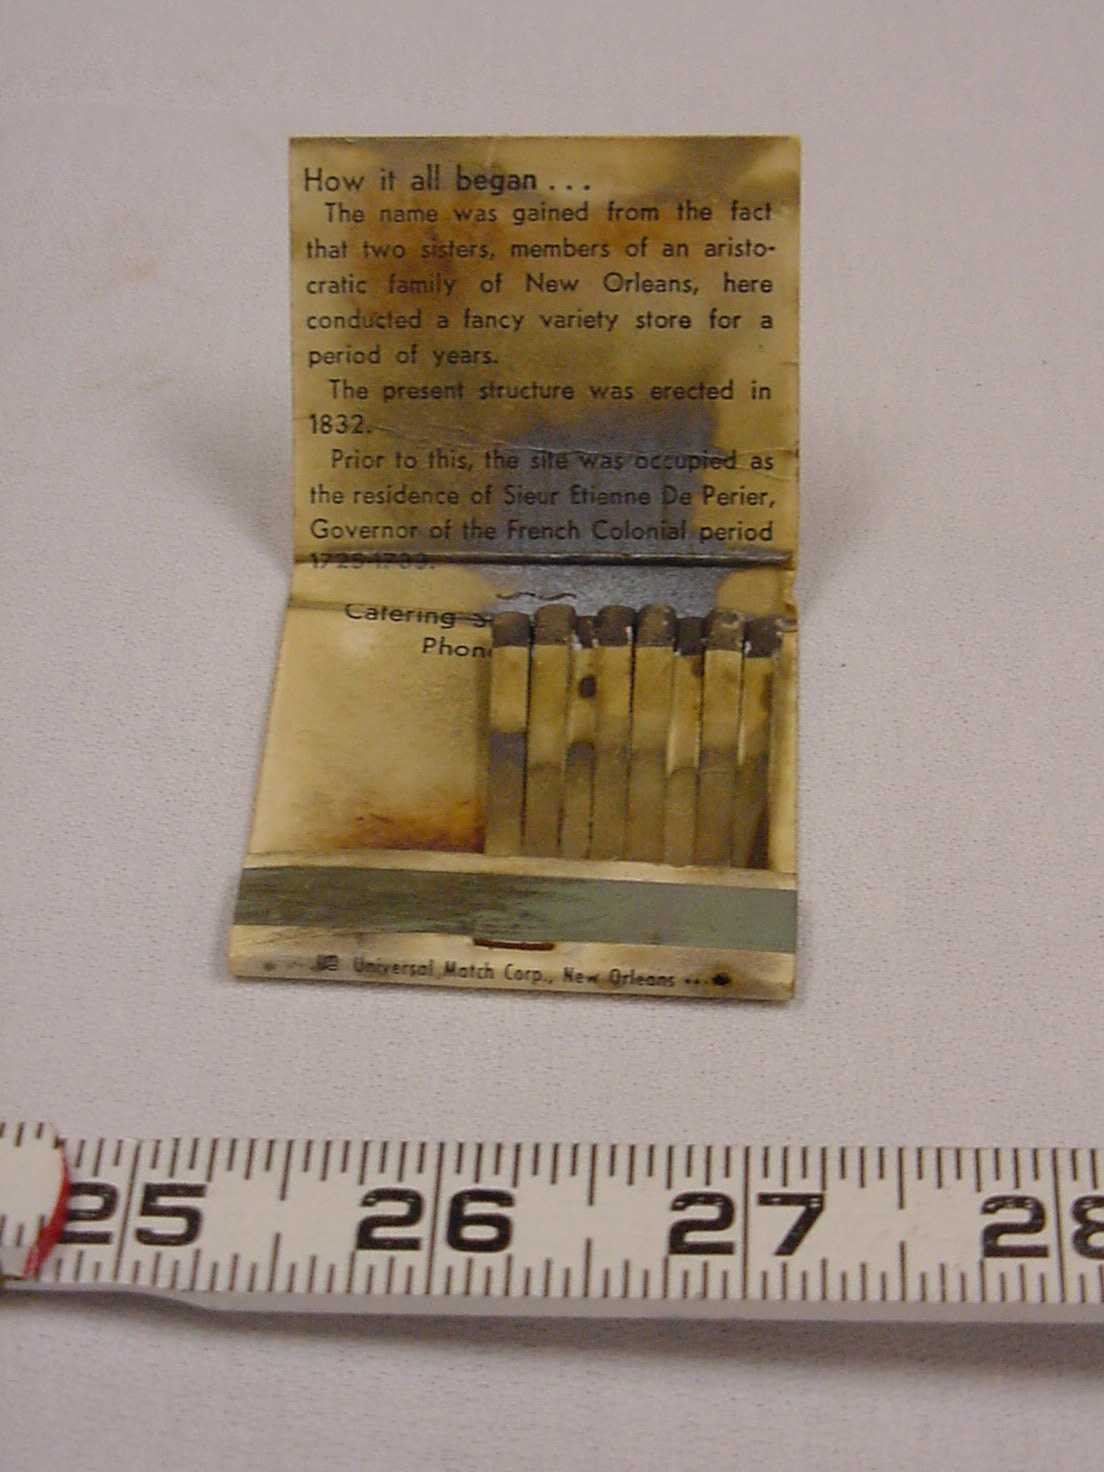 How it all began ...
The name was gained from the fact
that two sisters, members of an aristo-
cratic family of New Orleans, here
conducted a fancy variety store for a
period of years.
The present structure was erected in
1832.
Prior to this, the site was occupied as
the residence of Sieur Etienne De Perier,
Governor of the French Colonial period
Catering
Phon
Universal Match Corp., New Orleans
25 26 27 28